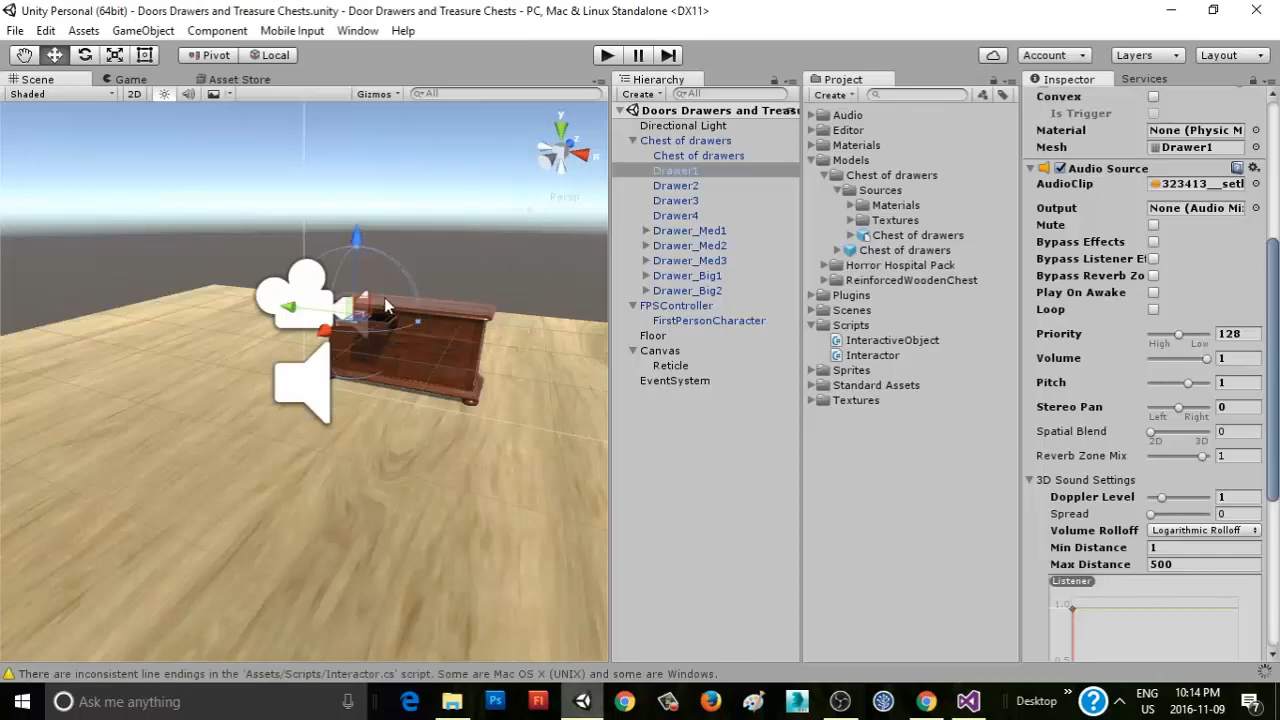 Unity Personal (64bit) - Doors Drawers and Treasure Chests.unity - Door Drawers and Treasure Chests - PC, Mac & Linux Standalone <DX11>
File Edit Assets GameObject Component Mobile Input Window Help
Pivot Local Account Layers Layout
Scene Game Asset Store Hierarchy Project Inspector Services
Shaded 2D Gizmos All Create All Create
Doors Drawers and Treas
Directional Light
Chest of drawers
Chest of drawers
Drawer1
Drawer2
Drawer3
Drawer4
Drawer_Med1
Drawer_Med2
Drawer_Med3
Drawer_Big1
Drawer_Big2
FPSController
FirstPersonCharacter
Floor
Canvas
Reticle
EventSystem
Audio
Editor
Materials
Models
Chest of drawers
Sources
Materials
Textures
Chest of drawers
Chest of drawers
Horror Hospital Pack
ReinforcedWoodenChest
Plugins
Scenes
Scripts
InteractiveObject
Interactor
Sprites
Standard Assets
Textures
Convex
Is Trigger
Material None (Physic M
Mesh Drawer1
Audio Source
AudioClip 323413__setl
Output None (Audio Mi
Mute
Bypass Effects
Bypass Listener Ef
Bypass Reverb Zo
Play On Awake
Loop
Priority 128
High Low
Volume 1
Pitch 1
Stereo Pan 0
Left Right
Spatial Blend 0
2D 3D
Reverb Zone Mix 1
3D Sound Settings
Doppler Level 1
Spread 0
Volume Rolloff Logarithmic Rolloff
Min Distance 1
Max Distance 500
Listener
1.0
0.5
y
z
x
Persp
There are inconsistent line endings in the 'Assets/Scripts/Interactor.cs' script. Some are Mac OS X (UNIX) and some are Windows.
Ask me anything
Desktop
ENG
US
10:14 PM
2016-11-09